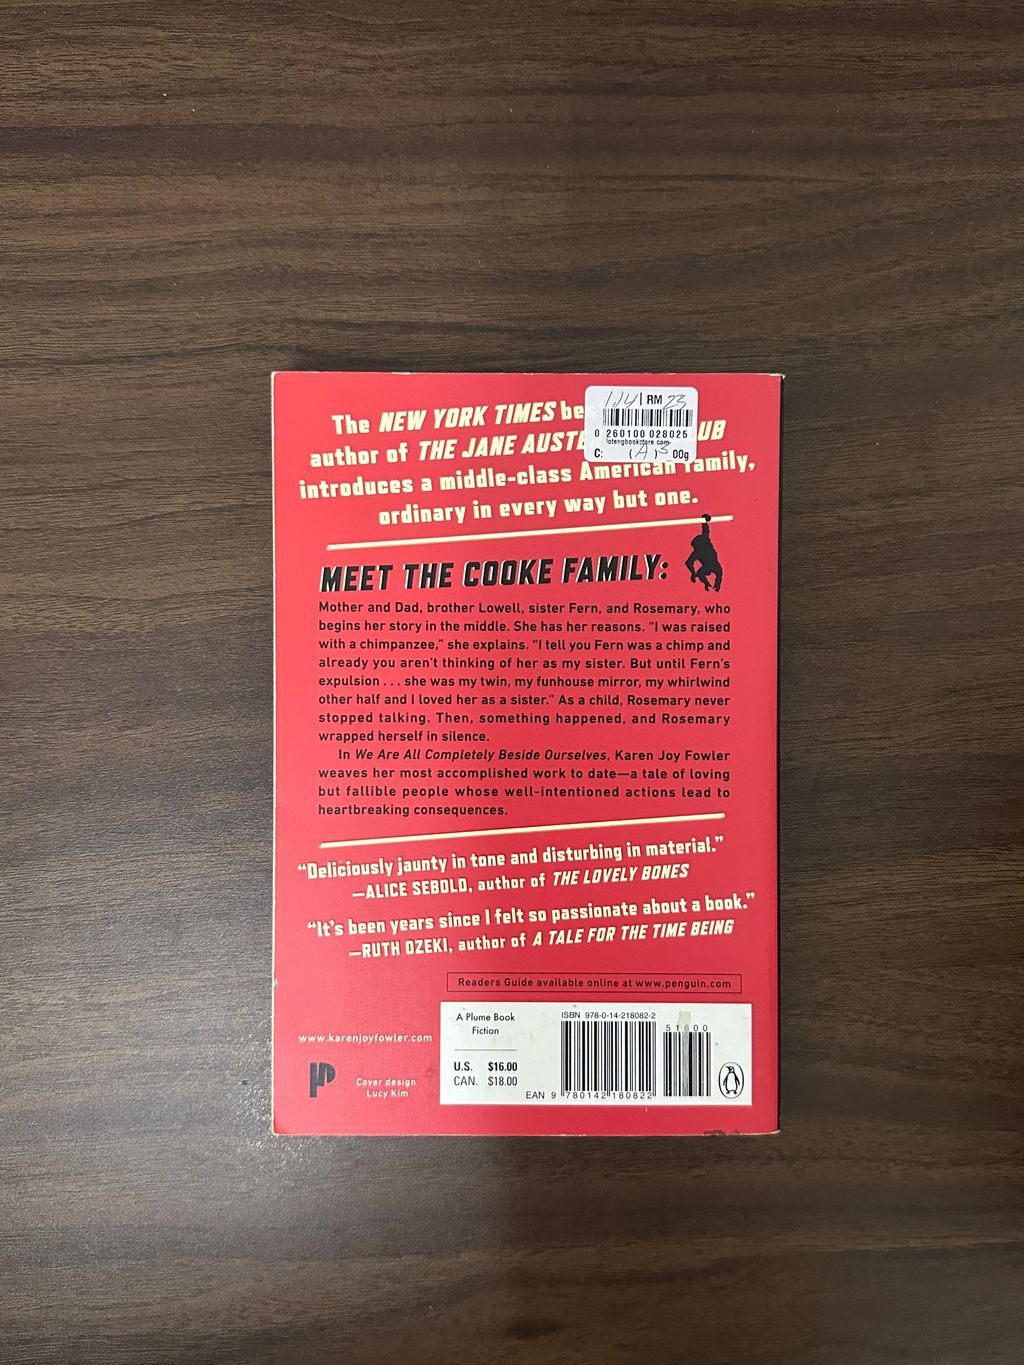 The NEW YORK TIMES bes
author of THE JANE AUSTE UB
introduces a middle-class American family,
ordinary in every way but one.
RM 23
0 260100 028025
lotengbookstore.com
C: (A) 00g
MEET THE COOKE FAMILY:
Mother and Dad, brother Lowell, sister Fern, and Rosemary, who
begins her story in the middle. She has her reasons. “I was raised
with a chimpanzee,” she explains. “I tell you Fern was a chimp and
already you aren’t thinking of her as my sister. But until Fern’s
expulsion . . . she was my twin, my funhouse mirror, my whirlwind
other half and I loved her as a sister.” As a child, Rosemary never
stopped talking. Then, something happened, and Rosemary
wrapped herself in silence.
In We Are All Completely Beside Ourselves, Karen Joy Fowler
weaves her most accomplished work to date—a tale of loving
but fallible people whose well-intentioned actions lead to
heartbreaking consequences.
“Deliciously jaunty in tone and disturbing in material.”
—ALICE SEBOLD, author of THE LOVELY BONES
“It’s been years since I felt so passionate about a book.”
—RUTH OZEKI, author of A TALE FOR THE TIME BEING
Readers Guide available online at www.penguin.com
www.karenjoyfowler.com
Cover design:
Lucy Kim
A Plume Book
Fiction
U.S. $16.00
CAN. $18.00
ISBN 978-0-14-218082-2
51600
EAN 9 780142 180822